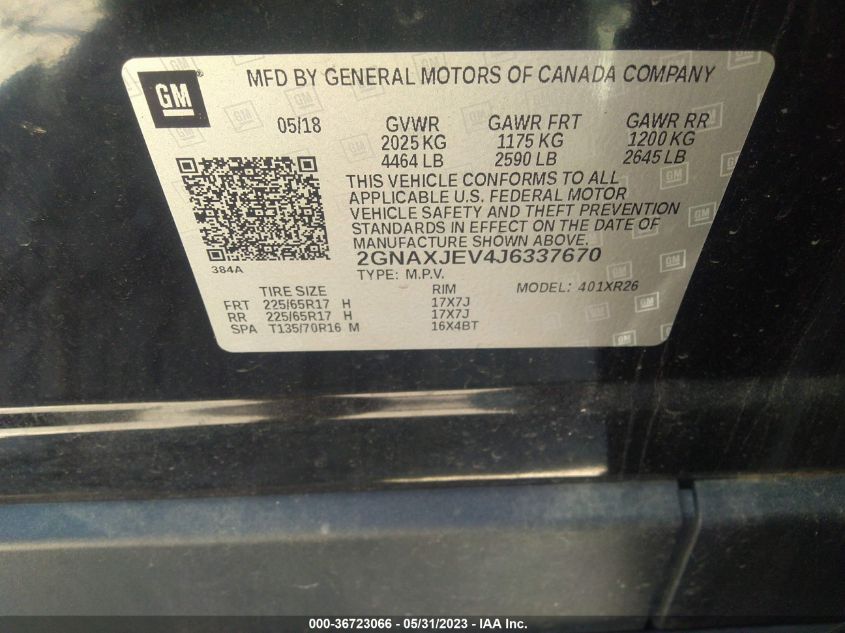 GM
MFD BY GENERAL MOTORS OF CANADA COMPANY
05/18 GVWR GAWR FRT GAWR RR
2025 KG 1175 KG 1200 KG
4464 LB 2590 LB 2645 LB
THIS VEHICLE CONFORMS TO ALL
APPLICABLE U.S. FEDERAL MOTOR
VEHICLE SAFETY AND THEFT PREVENTION
STANDARDS IN EFFECT ON THE DATE OF
MANUFACTURE SHOWN ABOVE.
2GNAXJEV4J6337670
384A
TYPE: M.P.V.
TIRE SIZE RIM MODEL: 401XR26
FRT 225/65R17 H 17X7J
RR 225/65R17 H 17X7J
SPA T135/70R16 M 16X4BT
000-36723066 - 05/31/2023 - IAA Inc.